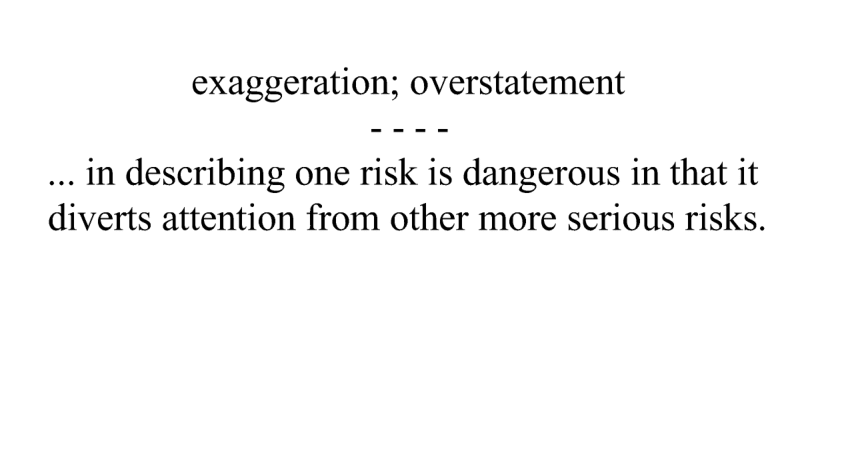 exaggeration; overstatement
- - - -
... in describing one risk is dangerous in that it
diverts attention from other more serious risks.